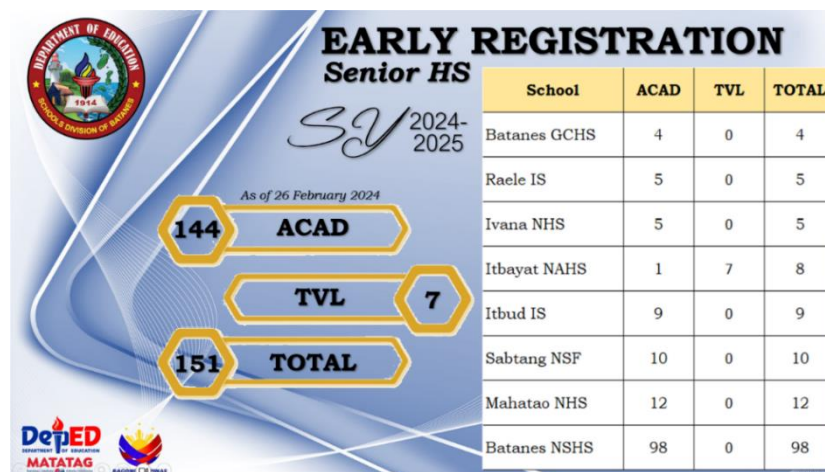 DEPARTMENT OF EDUCATION
1914
SCHOOLS DIVISION OF BATANES
EARLY REGISTRATION
Senior HS
SY 2024-
2025
As of 26 February 2024
144 ACAD
TVL 7
151 TOTAL
School ACAD TVL TOTAL
Batanes GCHS 4 0 4
Raele IS 5 0 5
Ivana NHS 5 0 5
Itbayat NAHS 1 7 8
Itbud IS 9 0 9
Sabtang NSF 10 0 10
Mahatao NHS 12 0 12
Batanes NSHS 98 0 98
DepED
DEPARTMENT OF EDUCATION
MATATAG